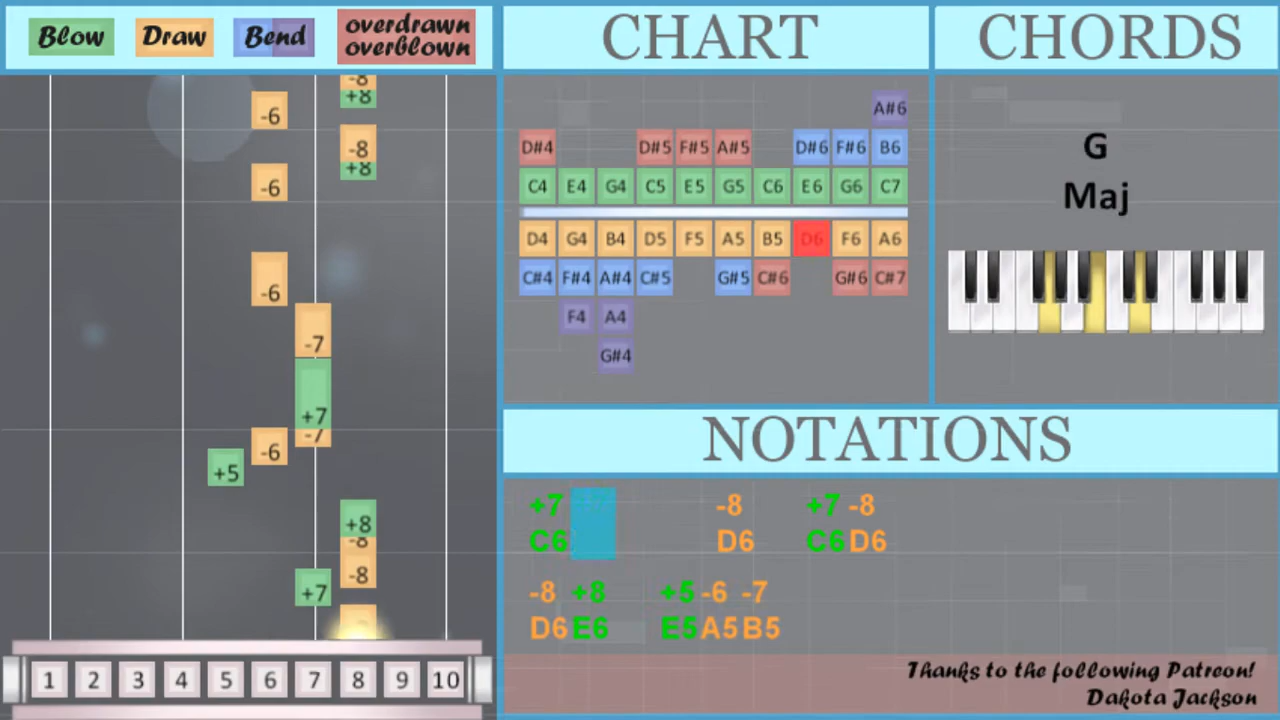 Blow Draw Bend overdrawn
overblown
CHART
CHORDS
-8
+8
-6
-8
+8
-6
-6
-7
+7
-7
-6
+5
+8
-8
-8
+7
1 2 3 4 5 6 7 8 9 10
A#6
D#4 D#5 F#5 A#5 D#6 F#6 B6
C4 E4 G4 C5 E5 G5 C6 E6 G6 C7
D4 G4 B4 D5 F5 A5 B5 D6 F6 A6
C#4 F#4 A#4 C#5 G#5 C#6 G#6 C#7
F4 A4
G#4
G
Maj
NOTATIONS
+7 -8 +7 -8
C6 D6 C6 D6
-8 +8 +5 -6 -7
D6 E6 E5 A5 B5
Thanks to the following Patreon!
Dakota Jackson